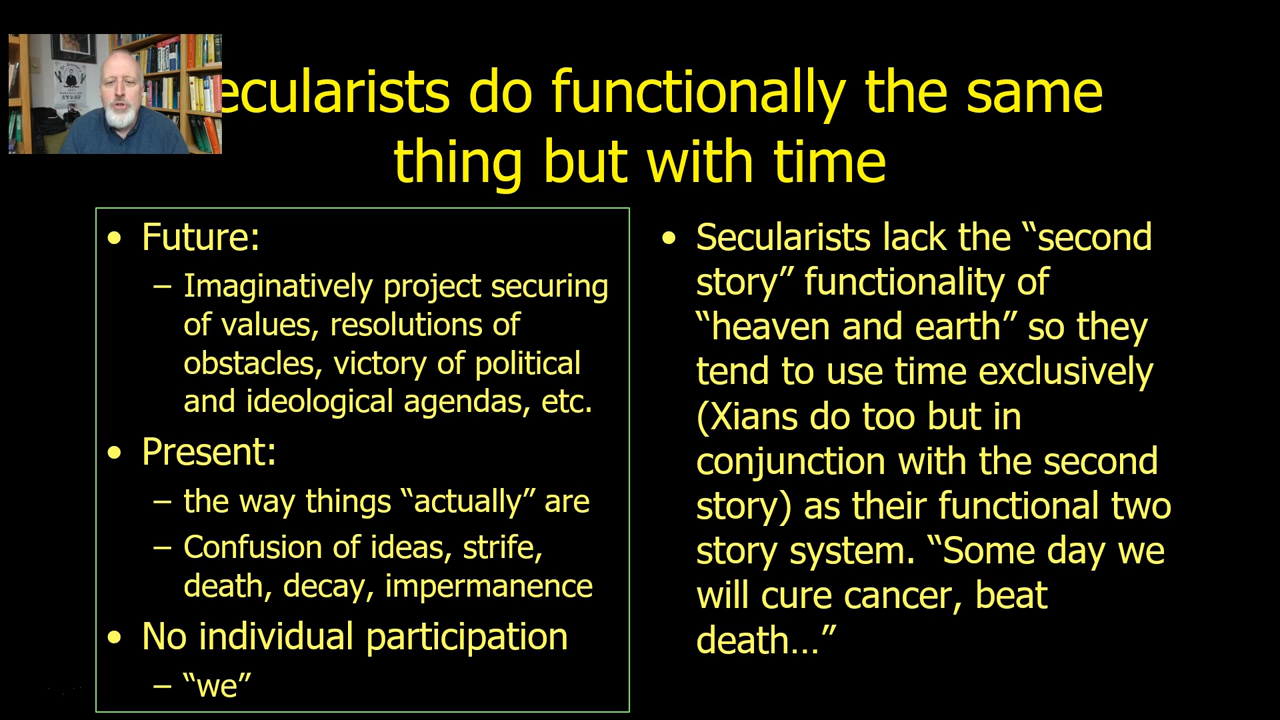 ecularists do functionally the same
thing but with time
• Future:
– Imaginatively project securing
of values, resolutions of
obstacles, victory of political
and ideological agendas, etc.
• Present:
– the way things “actually” are
– Confusion of ideas, strife,
death, decay, impermanence
• No individual participation
– “we”
• Secularists lack the “second
story” functionality of
“heaven and earth” so they
tend to use time exclusively
(Xians do too but in
conjunction with the second
story) as their functional two
story system. “Some day we
will cure cancer, beat
death…”